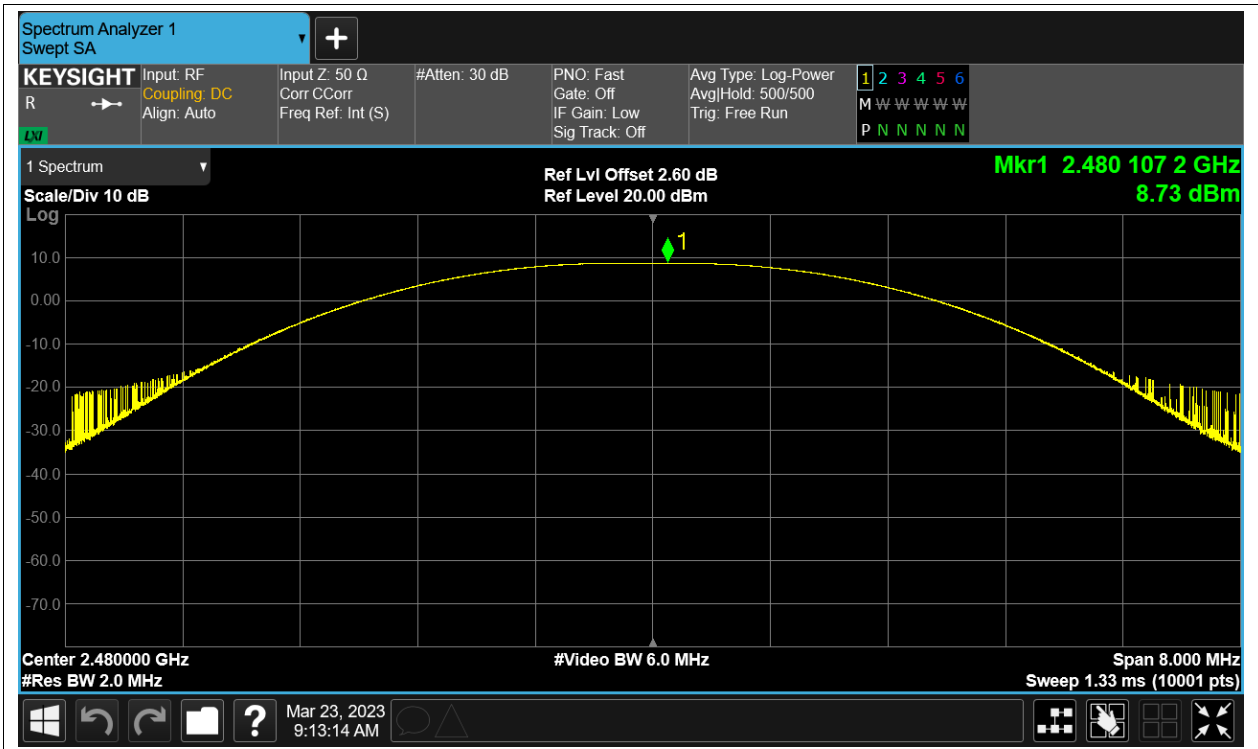 Spectrum Analyzer 1
Swept SA
KEYSIGHT
R
LXI
Input: RF
Coupling: DC
Align: Auto
Input Z: 50 Ω
Corr CCorr
Freq Ref: Int (S)
#Atten: 30 dB
PNO: Fast
Gate: Off
IF Gain: Low
Sig Track: Off
Avg Type: Log-Power
Avg|Hold: 500/500
Trig: Free Run
1 2 3 4 5 6
M W W W W W
P N N N N N
1 Spectrum
Scale/Div 10 dB
Log
Ref Lvl Offset 2.60 dB
Ref Level 20.00 dBm
Mkr1 2.480 107 2 GHz
8.73 dBm
1
10.0
0.00
-10.0
-20.0
-30.0
-40.0
-50.0
-60.0
-70.0
Center 2.480000 GHz
#Res BW 2.0 MHz
#Video BW 6.0 MHz
Span 8.000 MHz
Sweep 1.33 ms (10001 pts)
?
Mar 23, 2023
9:13:14 AM